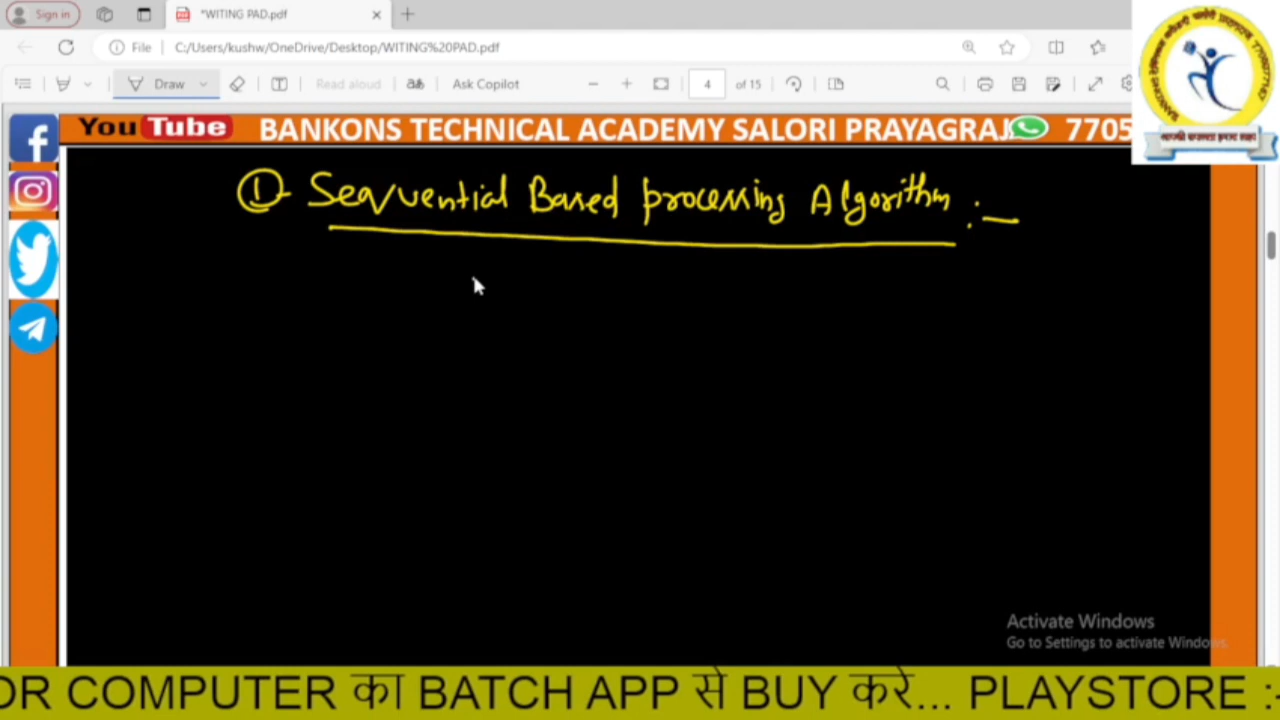 Sign in
*WITING PAD.pdf
File
C:/Users/kushw/OneDrive/Desktop/WITING%20PAD.pdf
Draw
Read aloud
Ask Copilot
4 of 15
You Tube BANKONS TECHNICAL ACADEMY SALORI PRAYAGRAJ 7705
① Sequential Based processing Algorithm :—
Activate Windows
Go to Settings to activate Windows.
OR COMPUTER का BATCH APP से BUY करे... PLAYSTORE :-